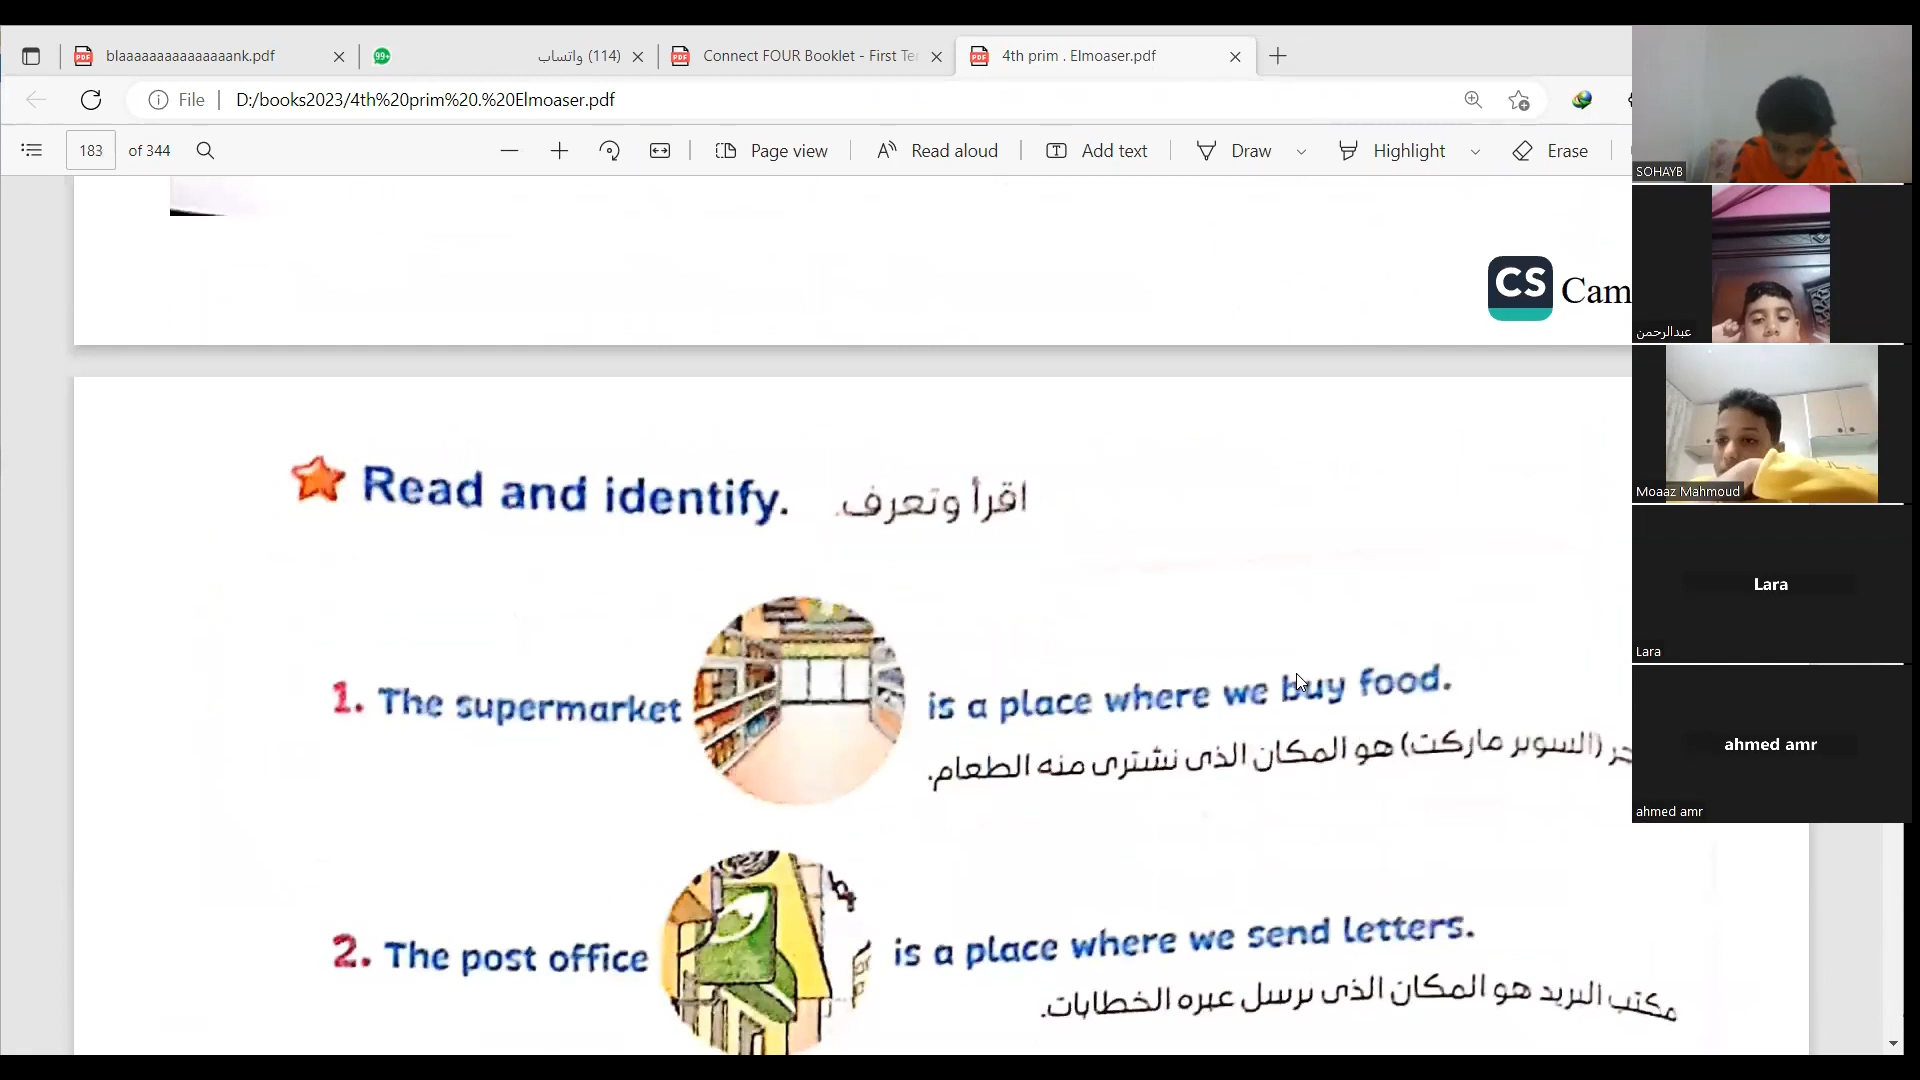 blaaaaaaaaaaaaaaaank.pdf
(114) واتساب
Connect FOUR Booklet - First Te
4th prim . Elmoaser.pdf
99+
File
D:/books2023/4th%20prim%20.%20Elmoaser.pdf
183 of 344
Page view
Read aloud
Add text
Draw
Highlight
Erase
CS Cam
Read and identify. اقرأ وتعرف.
1. The supermarket is a place where we buy food.
(السوبر ماركت) هو المكان الذى نشترى منه الطعام.
2. The post office is a place where we send letters.
مكتب البريد هو المكان الذى نرسل عبره الخطابات.
SOHAYB
عبدالرحمن
Moaaz Mahmoud
Lara
Lara
ahmed amr
ahmed amr